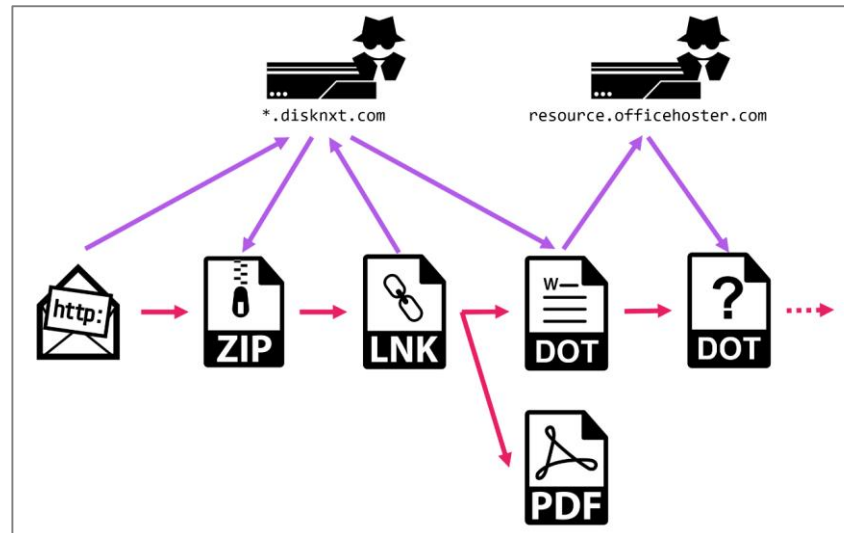 *.disknxt.com
resource.officehoster.com
http:
ZIP
LNK
W
DOT
?
DOT
PDF